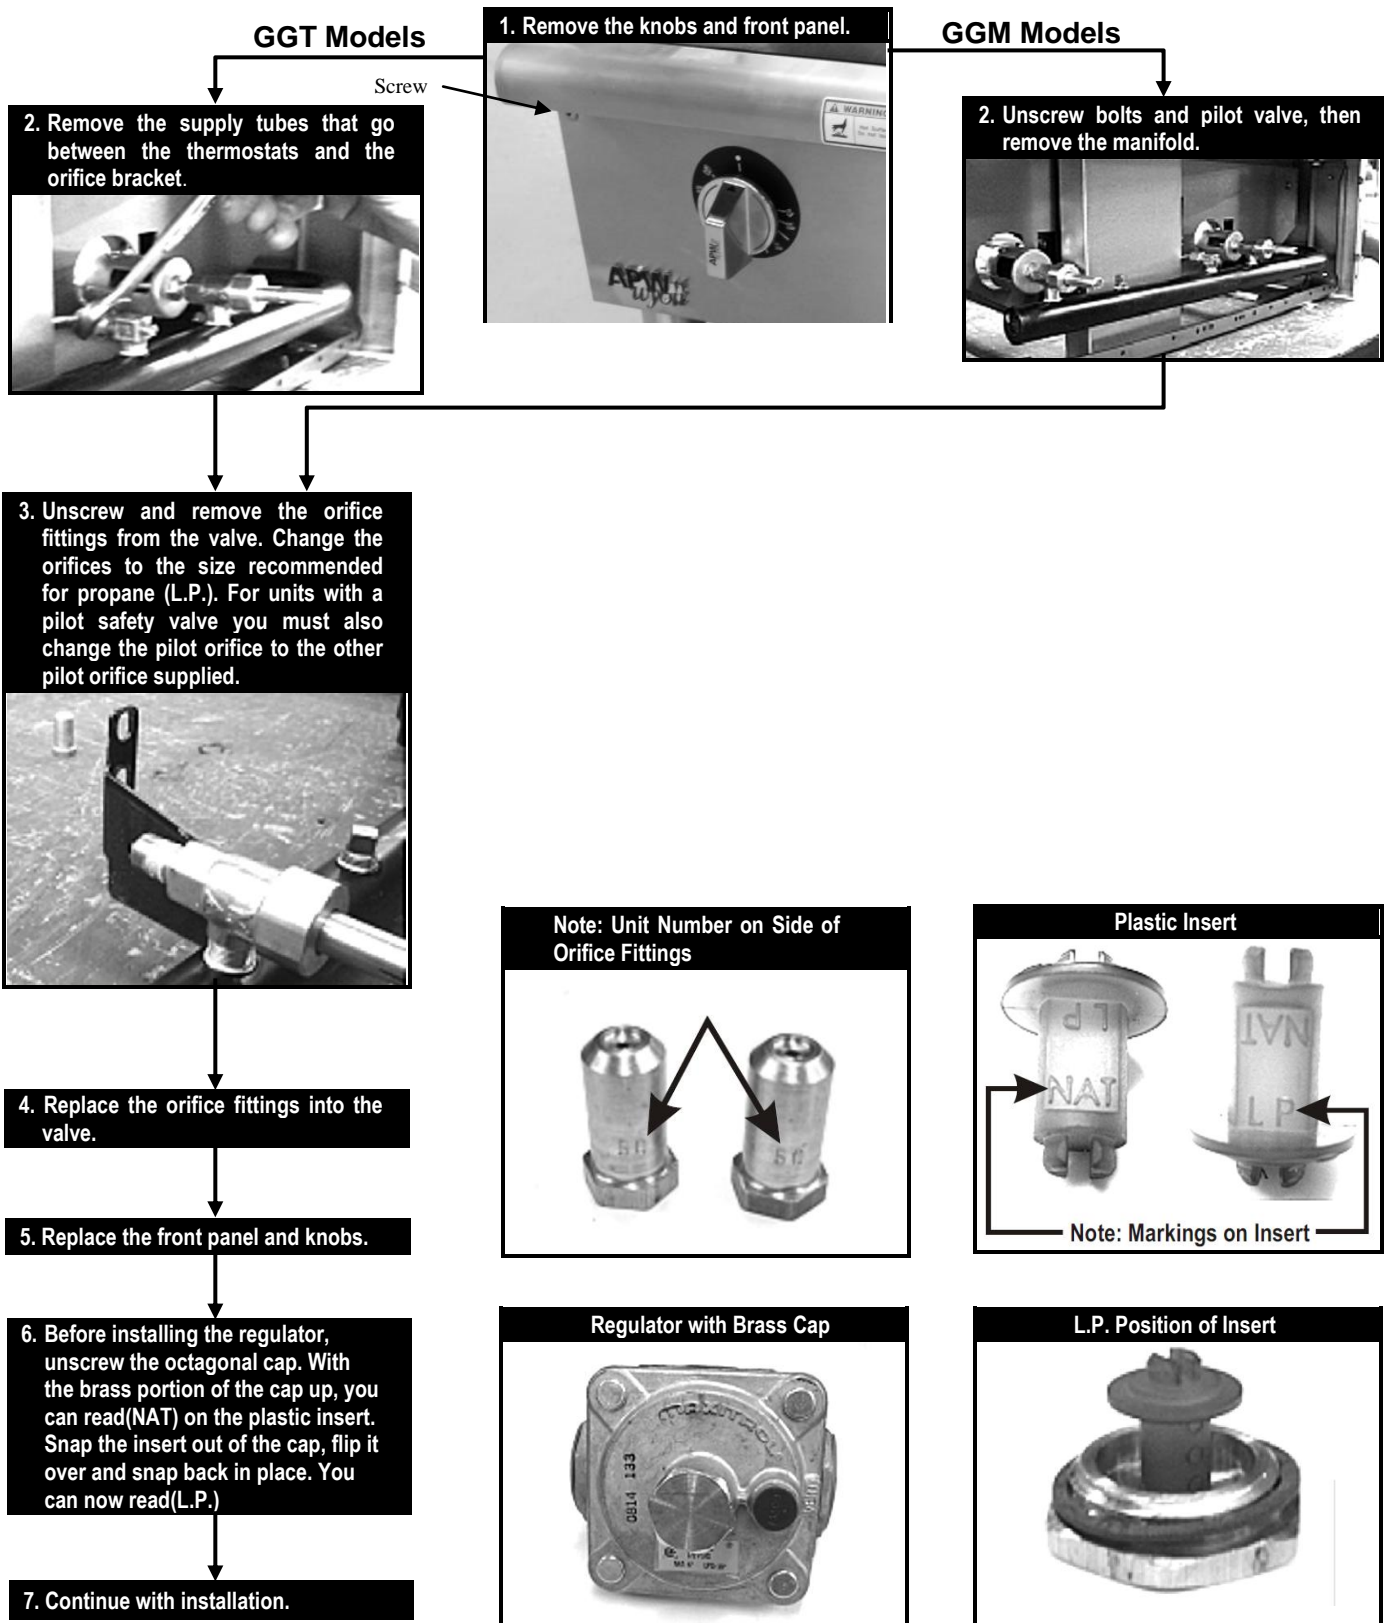 GGT Models
1. Remove the knobs and front panel.
GGM Models
Screw
WARNING
APW
2. Remove the supply tubes that go
between the thermostats and the
orifice bracket.
2. Unscrew bolts and pilot valve, then
remove the manifold.
3. Unscrew and remove the orifice
fittings from the valve. Change the
orifices to the size recommended
for propane (L.P.). For units with a
pilot safety valve you must also
change the pilot orifice to the other
pilot orifice supplied.
4. Replace the orifice fittings into the
valve.
5. Replace the front panel and knobs.
6. Before installing the regulator,
unscrew the octagonal cap. With
the brass portion of the cap up, you
can read(NAT) on the plastic insert.
Snap the insert out of the cap, flip it
over and snap back in place. You
can now read(L.P.)
7. Continue with installation.
Note: Unit Number on Side of
Orifice Fittings
Plastic Insert
LP
NAT
NAT
LP
Note: Markings on Insert
Regulator with Brass Cap
MAXITROL
0814 133
L.P. Position of Insert